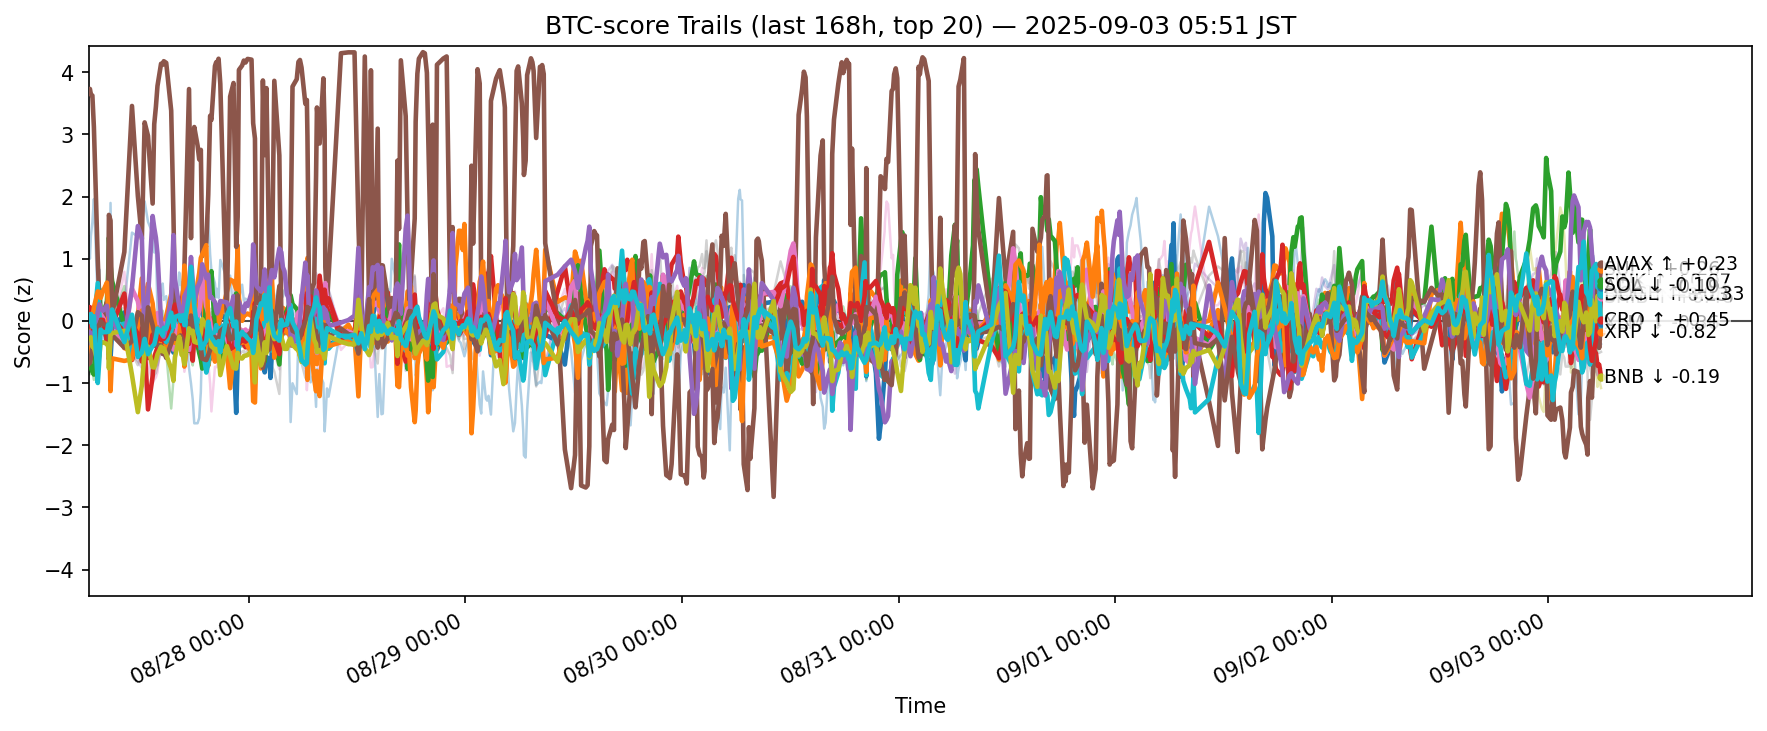 BTC-score Trails (last 168h, top 20) — 2025-09-03 05:51 JST
4
3
2
1
0
−1
−2
−3
−4
Score (z)
AVAX ↑ +0.23
SOL ↓ -0.10
CRO ↑ +0.45
XRP ↓ -0.82
BNB ↓ -0.19
08/28 00:00
08/29 00:00
08/30 00:00
08/31 00:00
09/01 00:00
09/02 00:00
09/03 00:00
Time